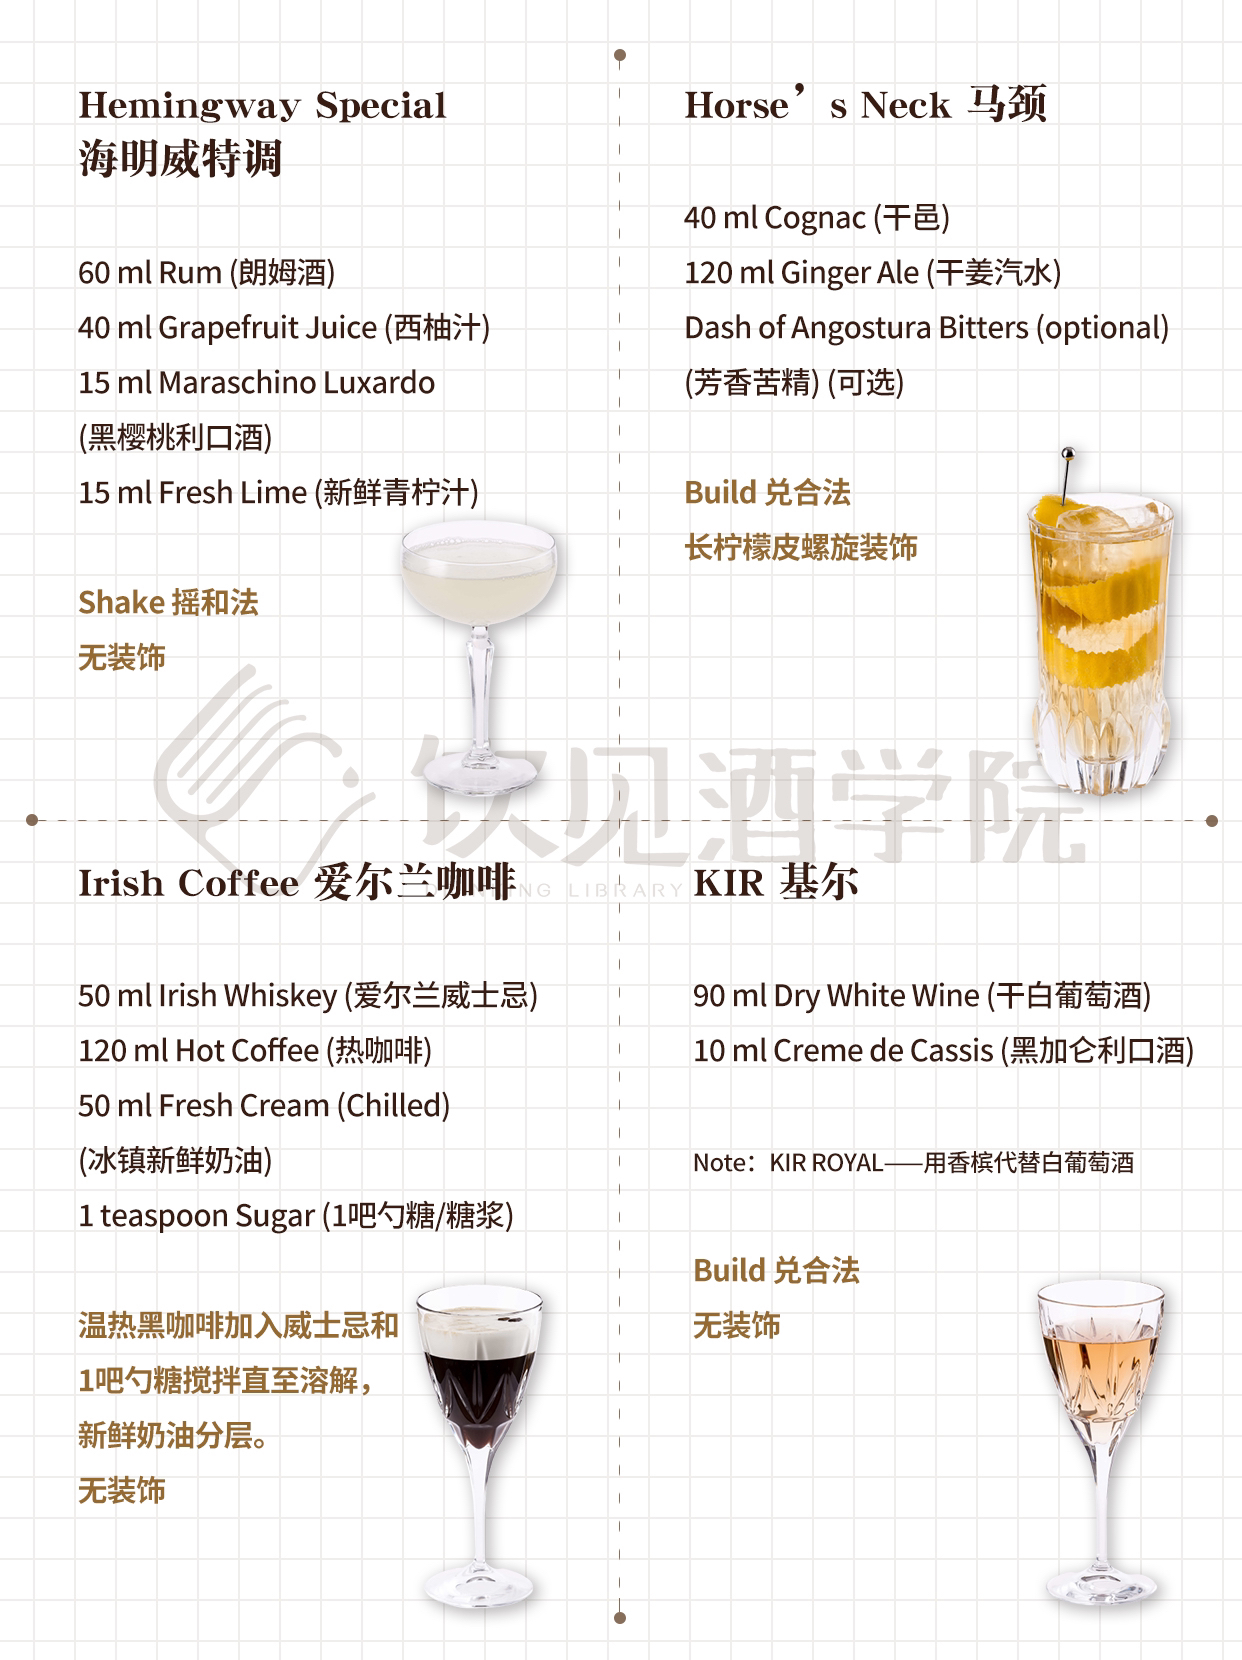 Hemingway Special
海明威特调
60 ml Rum (朗姆酒)
40 ml Grapefruit Juice (西柚汁)
15 ml Maraschino Luxardo
(黑樱桃利口酒)
15 ml Fresh Lime (新鲜青柠汁)
Shake 摇和法
无装饰
Horse’s Neck 马颈
40 ml Cognac (干邑)
120 ml Ginger Ale (干姜汽水)
Dash of Angostura Bitters (optional)
(芳香苦精) (可选)
Build 兑合法
长柠檬皮螺旋装饰
饮见酒学院
NG LIBRARY
Irish Coffee 爱尔兰咖啡
50 ml Irish Whiskey (爱尔兰威士忌)
120 ml Hot Coffee (热咖啡)
50 ml Fresh Cream (Chilled)
(冰镇新鲜奶油)
1 teaspoon Sugar (1吧勺糖/糖浆)
温热黑咖啡加入威士忌和
1吧勺糖搅拌直至溶解，
新鲜奶油分层。
无装饰
KIR 基尔
90 ml Dry White Wine (干白葡萄酒)
10 ml Creme de Cassis (黑加仑利口酒)
Note：KIR ROYAL——用香槟代替白葡萄酒
Build 兑合法
无装饰